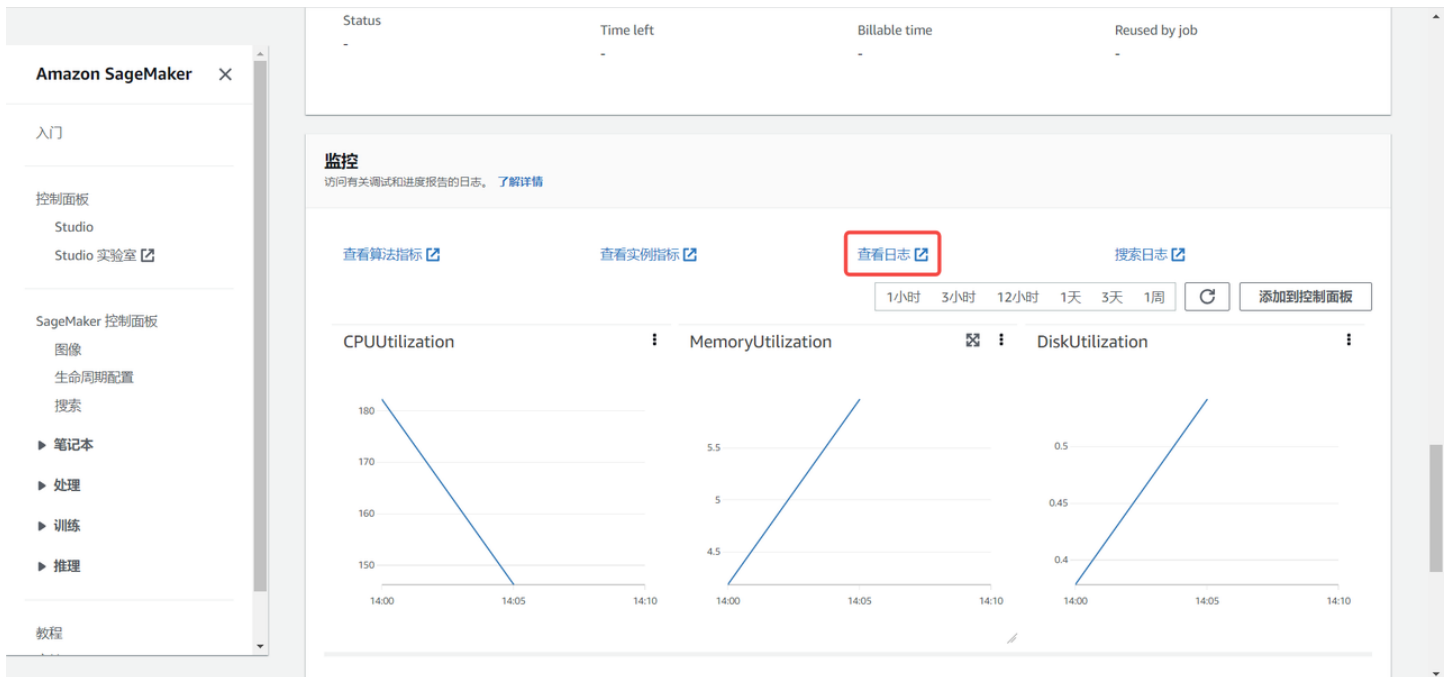 Status
Time left
Billable time
Reused by job
-
-
-
-
Amazon SageMaker
入门
控制面板
Studio
Studio 实验室
SageMaker 控制面板
图像
生命周期配置
搜索
笔记本
处理
训练
推理
教程
监控
访问有关调试和进度报告的日志。 了解详情
查看算法指标
查看实例指标
查看日志
搜索日志
1小时 3小时 12小时 1天 3天 1周
添加到控制面板
CPUUtilization
180
170
160
150
14:00 14:05 14:10
MemoryUtilization
5.5
5
4.5
14:00 14:05 14:10
DiskUtilization
0.5
0.45
0.4
14:00 14:05 14:10